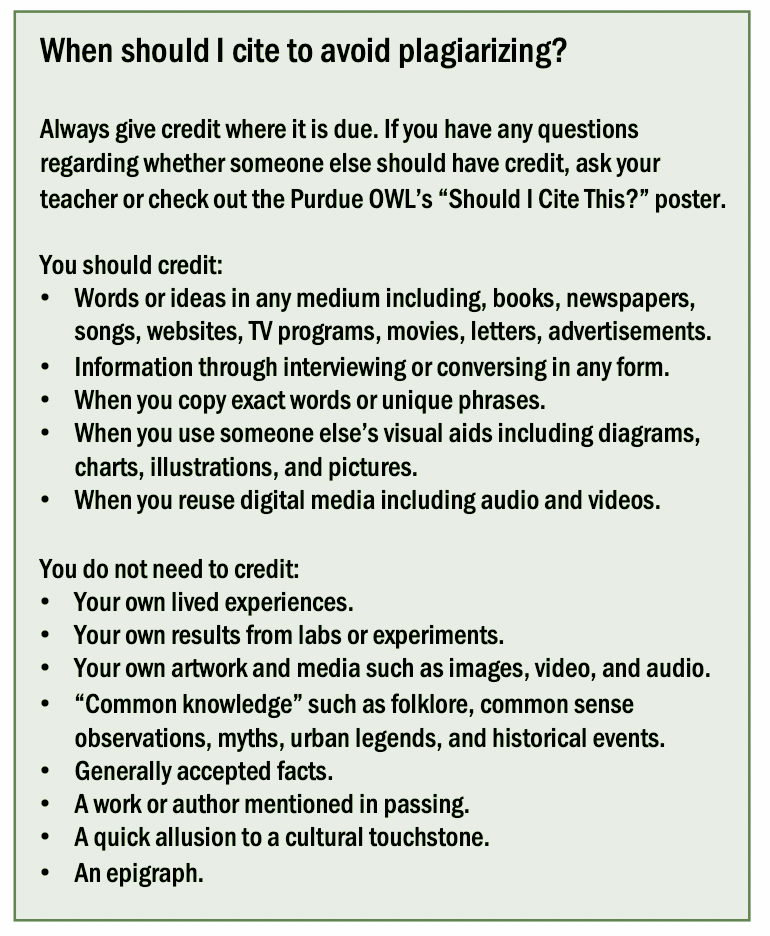 When should I cite to avoid plagiarizing?
Always give credit where it is due. If you have any questions
regarding whether someone else should have credit, ask your
teacher or check out the Purdue OWL’s “Should I Cite This?” poster.
You should credit:
• Words or ideas in any medium including, books, newspapers,
songs, websites, TV programs, movies, letters, advertisements.
• Information through interviewing or conversing in any form.
• When you copy exact words or unique phrases.
• When you use someone else’s visual aids including diagrams,
charts, illustrations, and pictures.
• When you reuse digital media including audio and videos.
You do not need to credit:
• Your own lived experiences.
• Your own results from labs or experiments.
• Your own artwork and media such as images, video, and audio.
• “Common knowledge” such as folklore, common sense
observations, myths, urban legends, and historical events.
• Generally accepted facts.
• A work or author mentioned in passing.
• A quick allusion to a cultural touchstone.
• An epigraph.